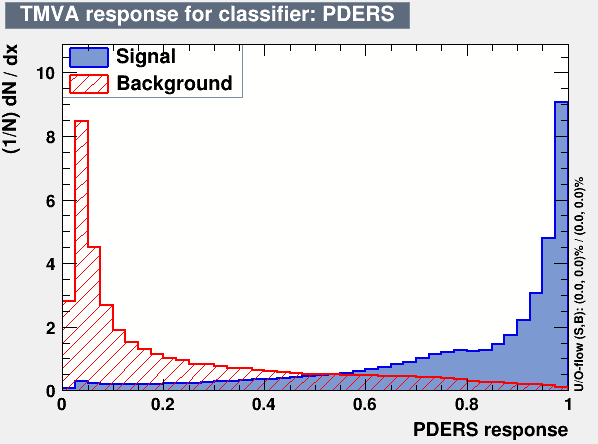 TMVA response for classifier: PDERS
(1/N) dN / dx
Signal
Background
10
8
6
4
2
0
0
0.2
0.4
0.6
0.8
1
PDERS response
U/O-flow (S,B): (0.0, 0.0)% / (0.0, 0.0)%